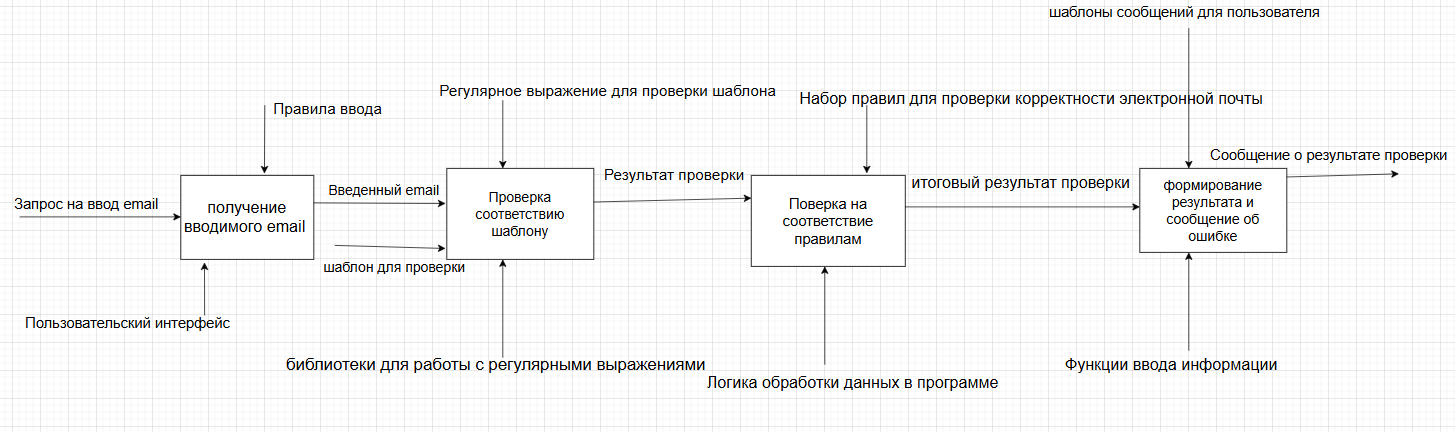 шаблоны сообщений для пользователя
Регулярное выражение для проверки шаблона
Набор правил для проверки корректности электронной почты
Правила ввода
Сообщение о результате проверки
Запрос на ввод email
получение
вводимого email
Введенный email
шаблон для проверки
Проверка
соответствию
шаблону
Результат проверки
Поверка на
соответствие
правилам
итоговый результат проверки
формирование
результата и
сообщение об
ошибке
Пользовательский интерфейс
библиотеки для работы с регулярными выражениями
Логика обработки данных в программе
Функции ввода информации